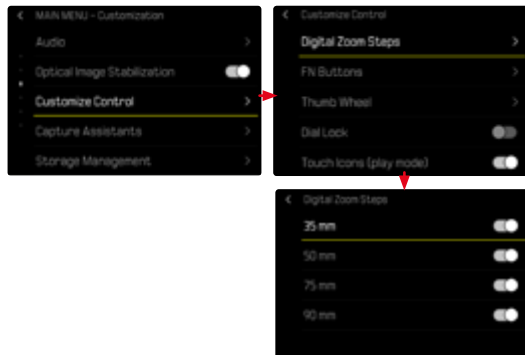 MAIN MENU - Customization
Audio
Optical Image Stabilization
Customize Control
Capture Assistants
Storage Management
Customize Control
Digital Zoom Steps
FN Buttons
Thumb Wheel
Dial Lock
Touch Icons (play mode)
Digital Zoom Steps
35 mm
50 mm
75 mm
90 mm